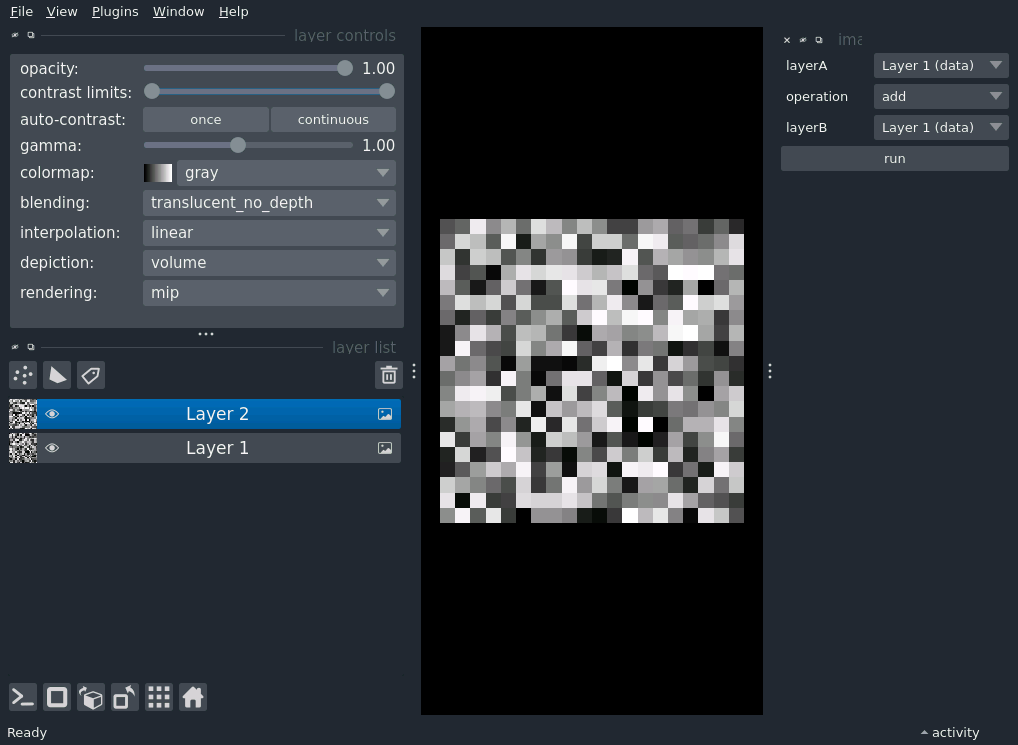 File View Plugins Window Help
layer controls
opacity: 1.00
contrast limits:
auto-contrast: once continuous
gamma: 1.00
colormap: gray
blending: translucent_no_depth
interpolation: linear
depiction: volume
rendering: mip
layer list
Layer 2
Layer 1
ima
layerA Layer 1 (data)
operation add
layerB Layer 1 (data)
run
Ready
activity